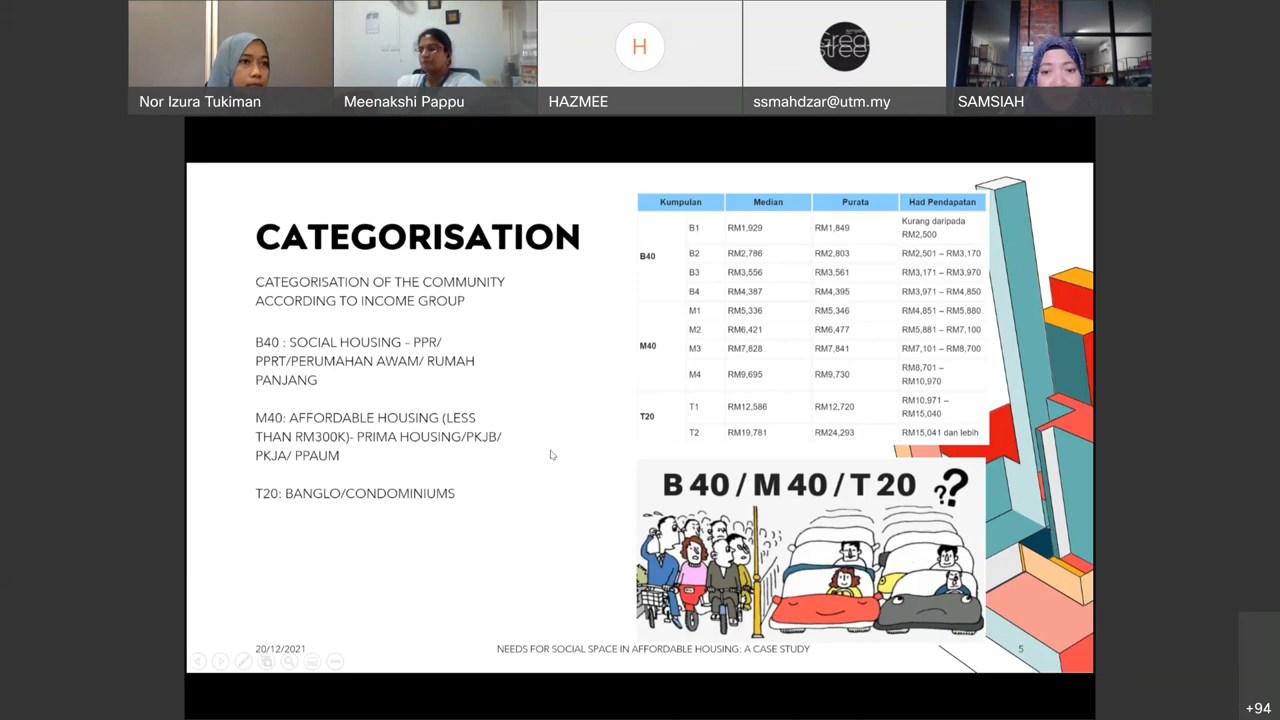 Nor Izura Tukiman
Meenakshi Pappu
H
HAZMEE
ssmahdzar@utm.my
SAMSIAH
CATEGORISATION
CATEGORISATION OF THE COMMUNITY
ACCORDING TO INCOME GROUP
B40 : SOCIAL HOUSING - PPR/
PPRT/PERUMAHAN AWAM/ RUMAH
PANJANG
M40: AFFORDABLE HOUSING (LESS
THAN RM300K)- PRIMA HOUSING/PKJB/
PKJA/ PPAUM
T20: BANGLO/CONDOMINIUMS
Kumpulan Median Purata Had Pendapatan
B40
B1 RM1,929 RM1,849 Kurang daripada
RM2,500
B2 RM2,786 RM2,803 RM2,501 – RM3,170
B3 RM3,556 RM3,561 RM3,171 – RM3,970
B4 RM4,387 RM4,395 RM3,971 – RM4,850
M40
M1 RM5,336 RM5,346 RM4,851 – RM5,880
M2 RM6,421 RM6,477 RM5,881 – RM7,100
M3 RM7,828 RM7,841 RM7,101 – RM8,700
M4 RM9,695 RM9,730 RM8,701 –
RM10,970
T20
T1 RM12,586 RM12,720 RM10,971 –
RM15,040
T2 RM19,781 RM24,293 RM15,041 dan lebih
B40/M40/T20 ???
20/12/2021
NEEDS FOR SOCIAL SPACE IN AFFORDABLE HOUSING: A CASE STUDY
5
+94